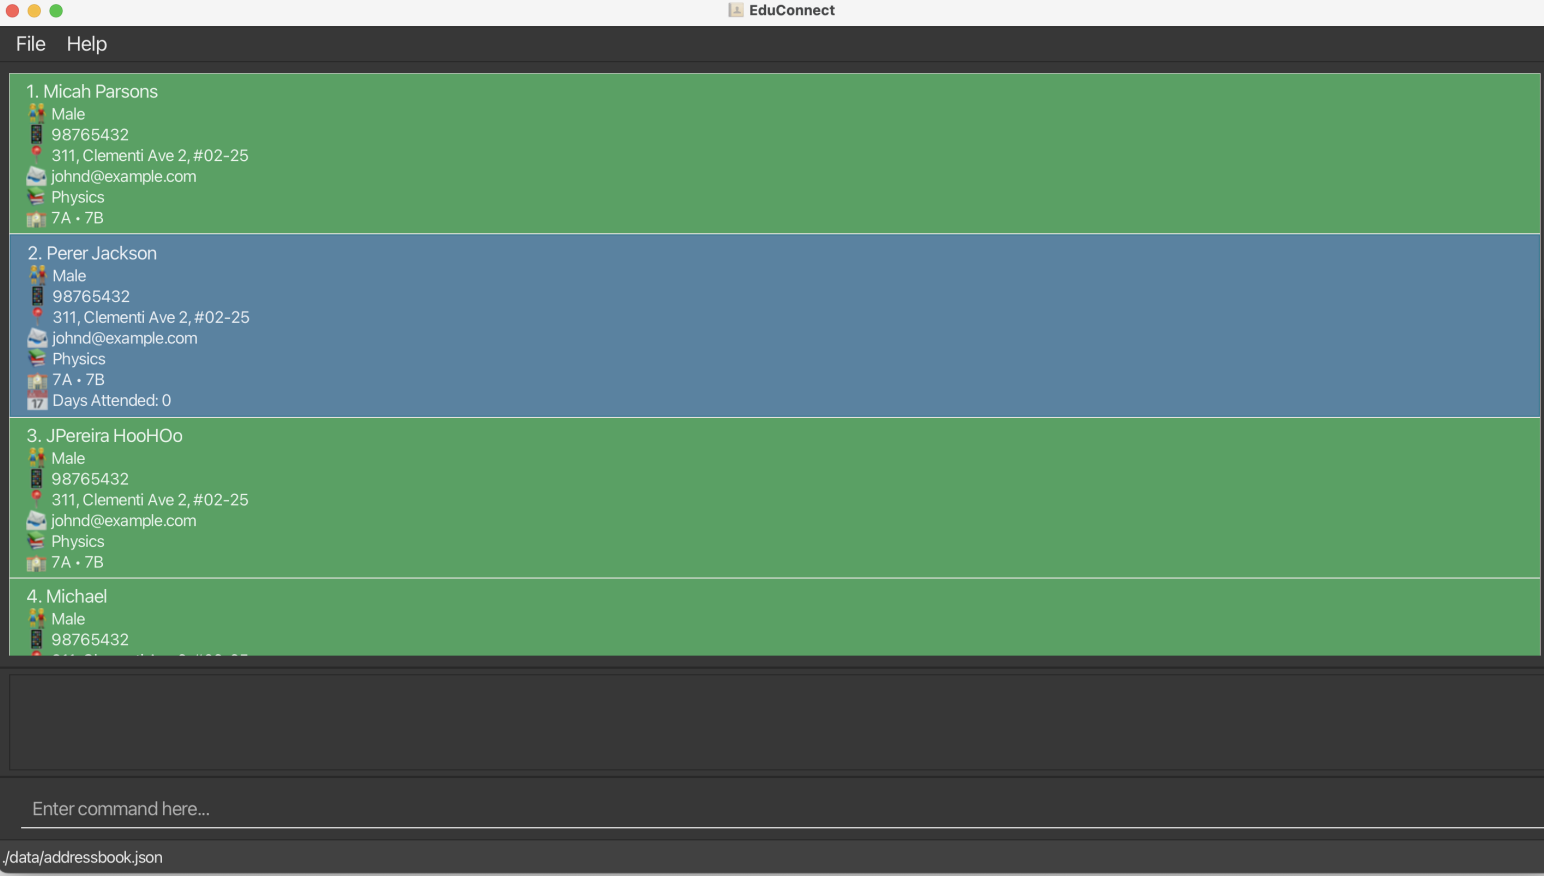 EduConnect
File Help
1. Micah Parsons
Male
98765432
311, Clementi Ave 2, #02-25
johnd@example.com
Physics
7A • 7B
2. Perer Jackson
Male
98765432
311, Clementi Ave 2, #02-25
johnd@example.com
Physics
7A • 7B
17 Days Attended: 0
3. JPereira HooHOo
Male
98765432
311, Clementi Ave 2, #02-25
johnd@example.com
Physics
7A • 7B
4. Michael
Male
98765432
Enter command here...
./data/addressbook.json